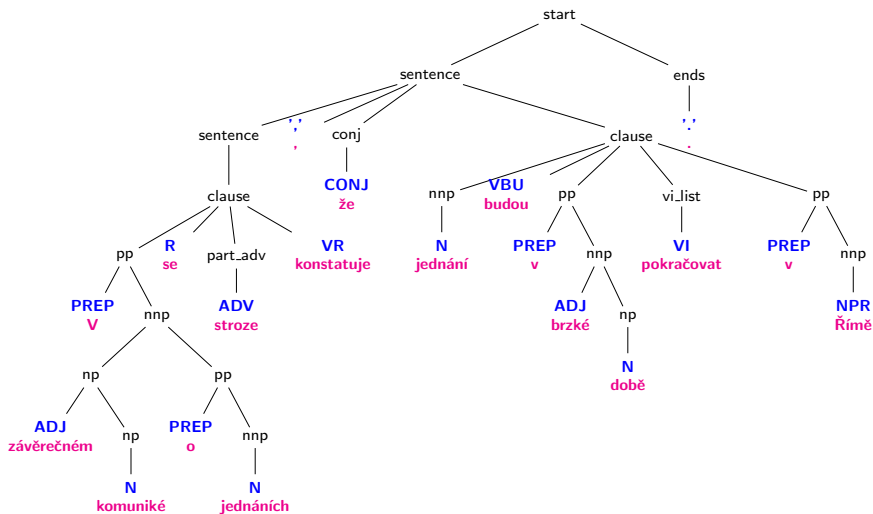 start
sentence ends
sentence ',' conj clause '.'
, .
clause CONJ nnp VBU pp vi_list pp
že budou
pp R part_adv VR N PREP nnp VI PREP nnp
se konstatuje jednání v pokračovat v
PREP nnp ADV ADJ np NPR
V stroze brzké Římě
np pp N
době
ADJ np PREP nnp
závěrečném o
N N
komuniké jednáních